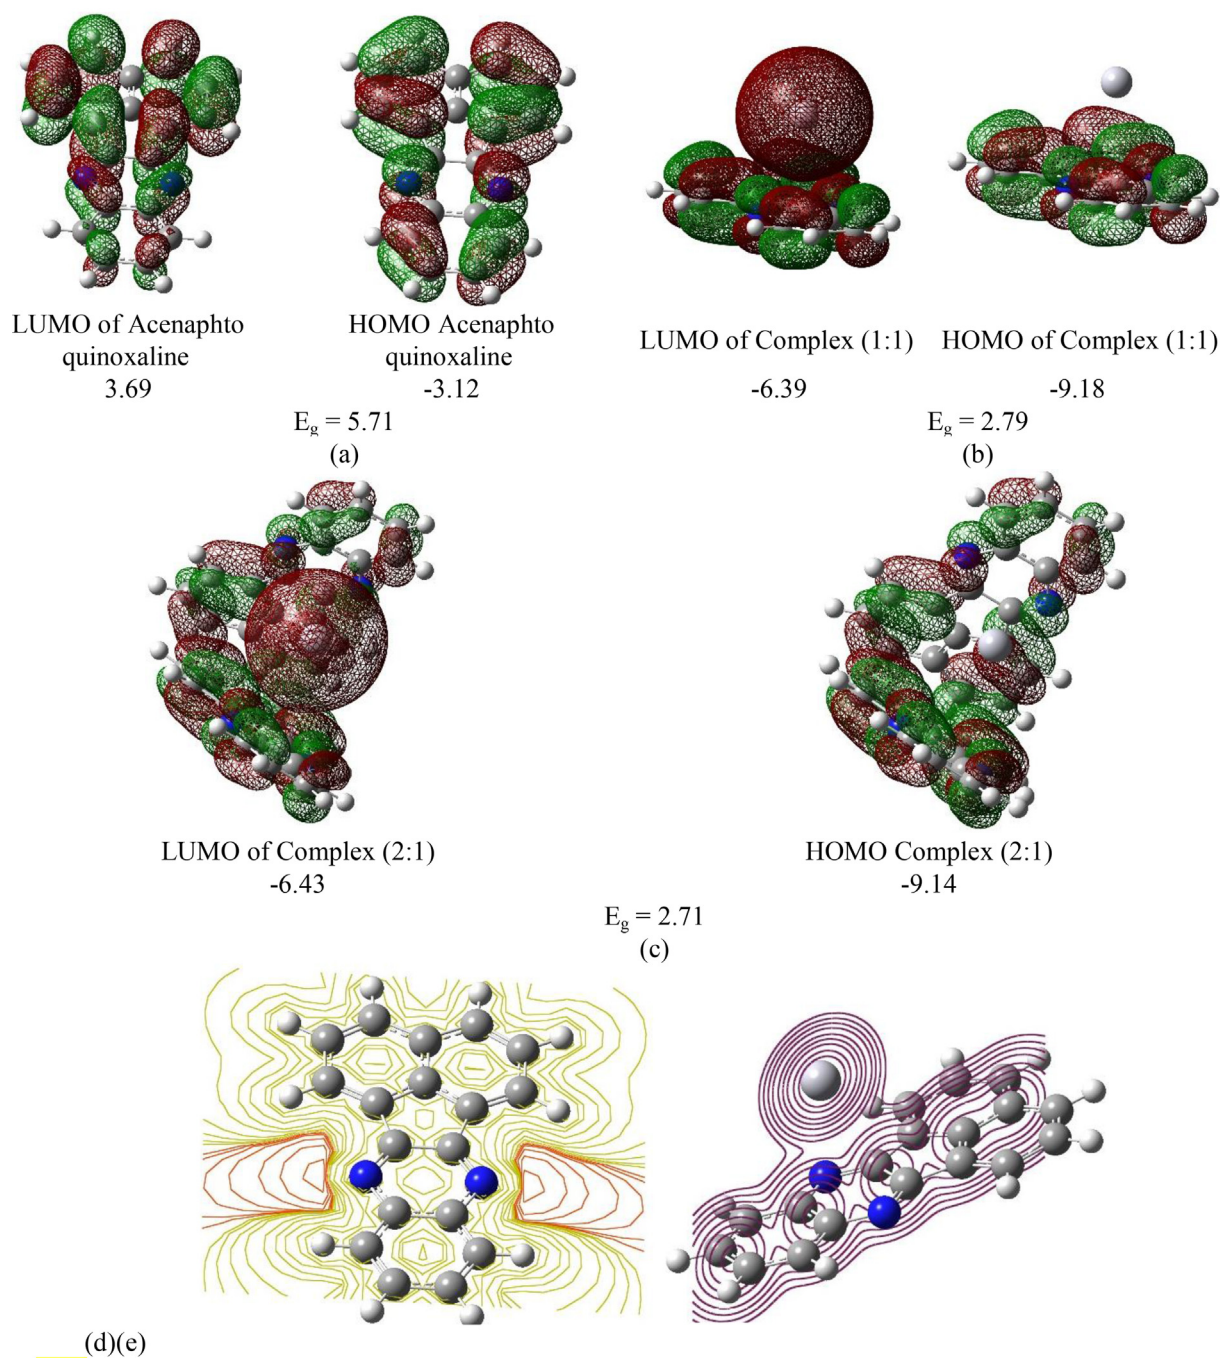 LUMO of Acenaphto
quinoxaline
3.69
HOMO Acenaphto
quinoxaline
-3.12
E_g = 5.71
(a)
LUMO of Complex (1:1)
-6.39
HOMO of Complex (1:1)
-9.18
E_g = 2.79
(b)
LUMO of Complex (2:1)
-6.43
HOMO Complex (2:1)
-9.14
E_g = 2.71
(c)
(d)(e)